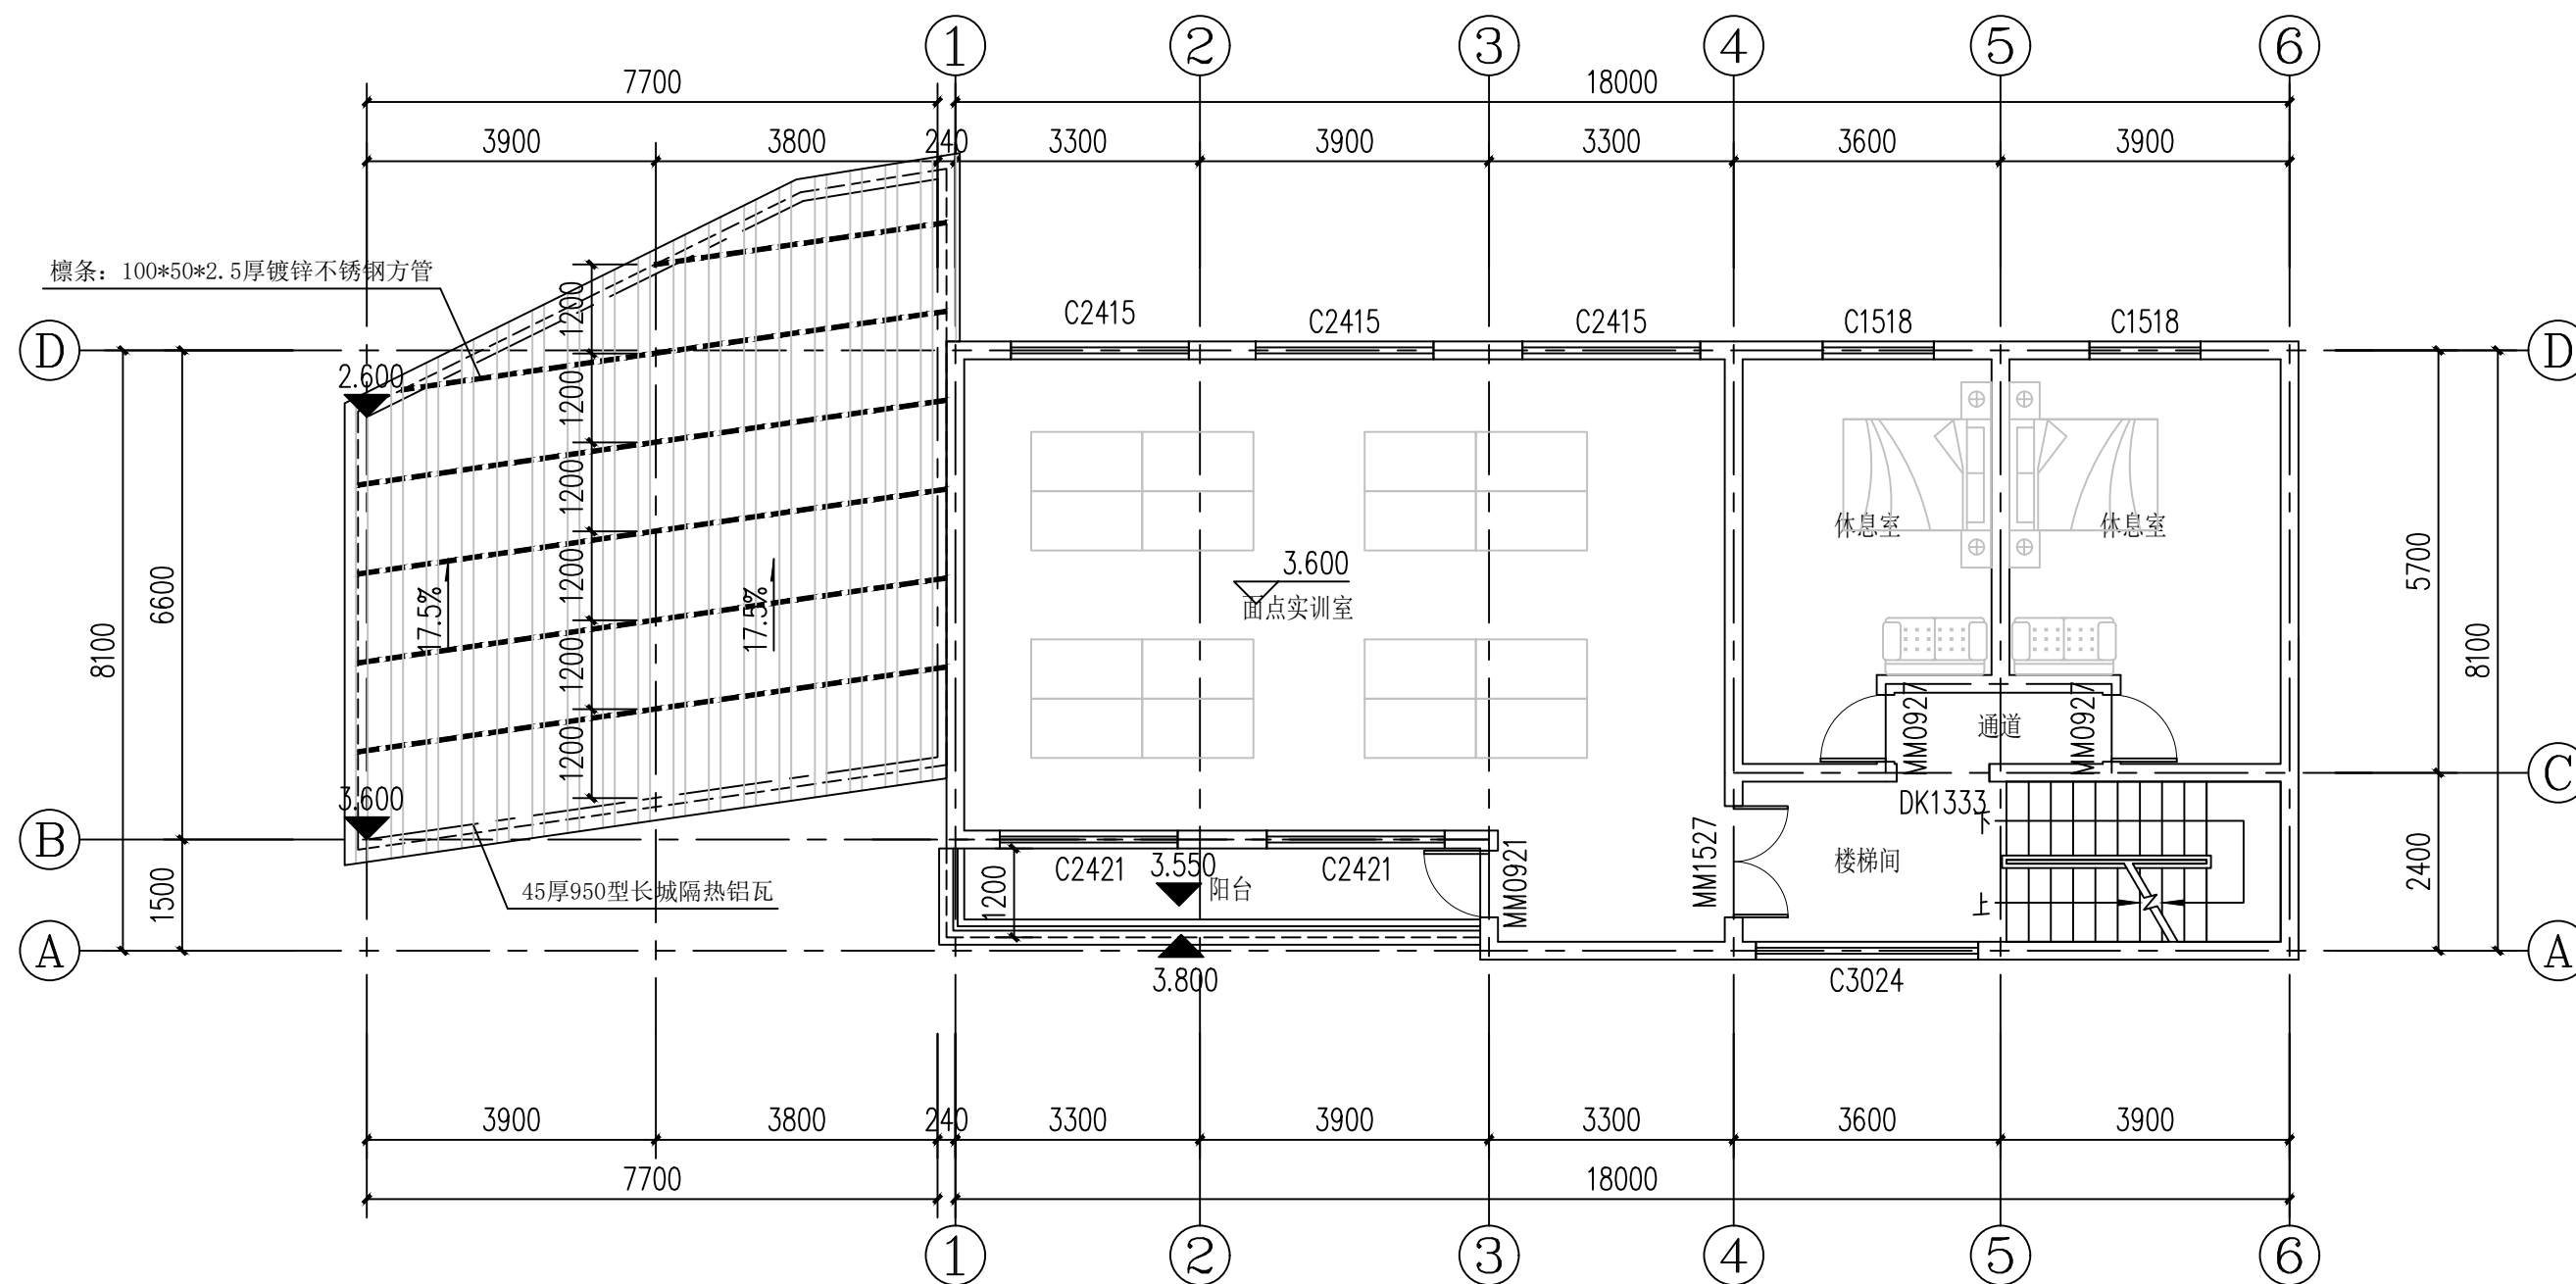 1 2 3 4 5 6
7700 18000
3900 3800 240 3300 3900 3300 3600 3900
檩条：100*50*2.5厚镀锌不锈钢方管
C2415 C2415 C2415 C1518 C1518
D D
2.600
1200
1200
1200
1200
1200
1200
17.5% 17.5%
6600
8100
1500
5700
8100
2400
休息室 休息室
3.600
面点实训室
MM0927 MM0927
通道
C
3.600
DK1333
下
B
MM1527
楼梯间
C2421 3.550 C2421
MM0921
45厚950型长城隔热铝瓦
1200
阳台
上
A A
3.800
C3024
3900 3800 240 3300 3900 3300 3600 3900
7700 18000
1 2 3 4 5 6